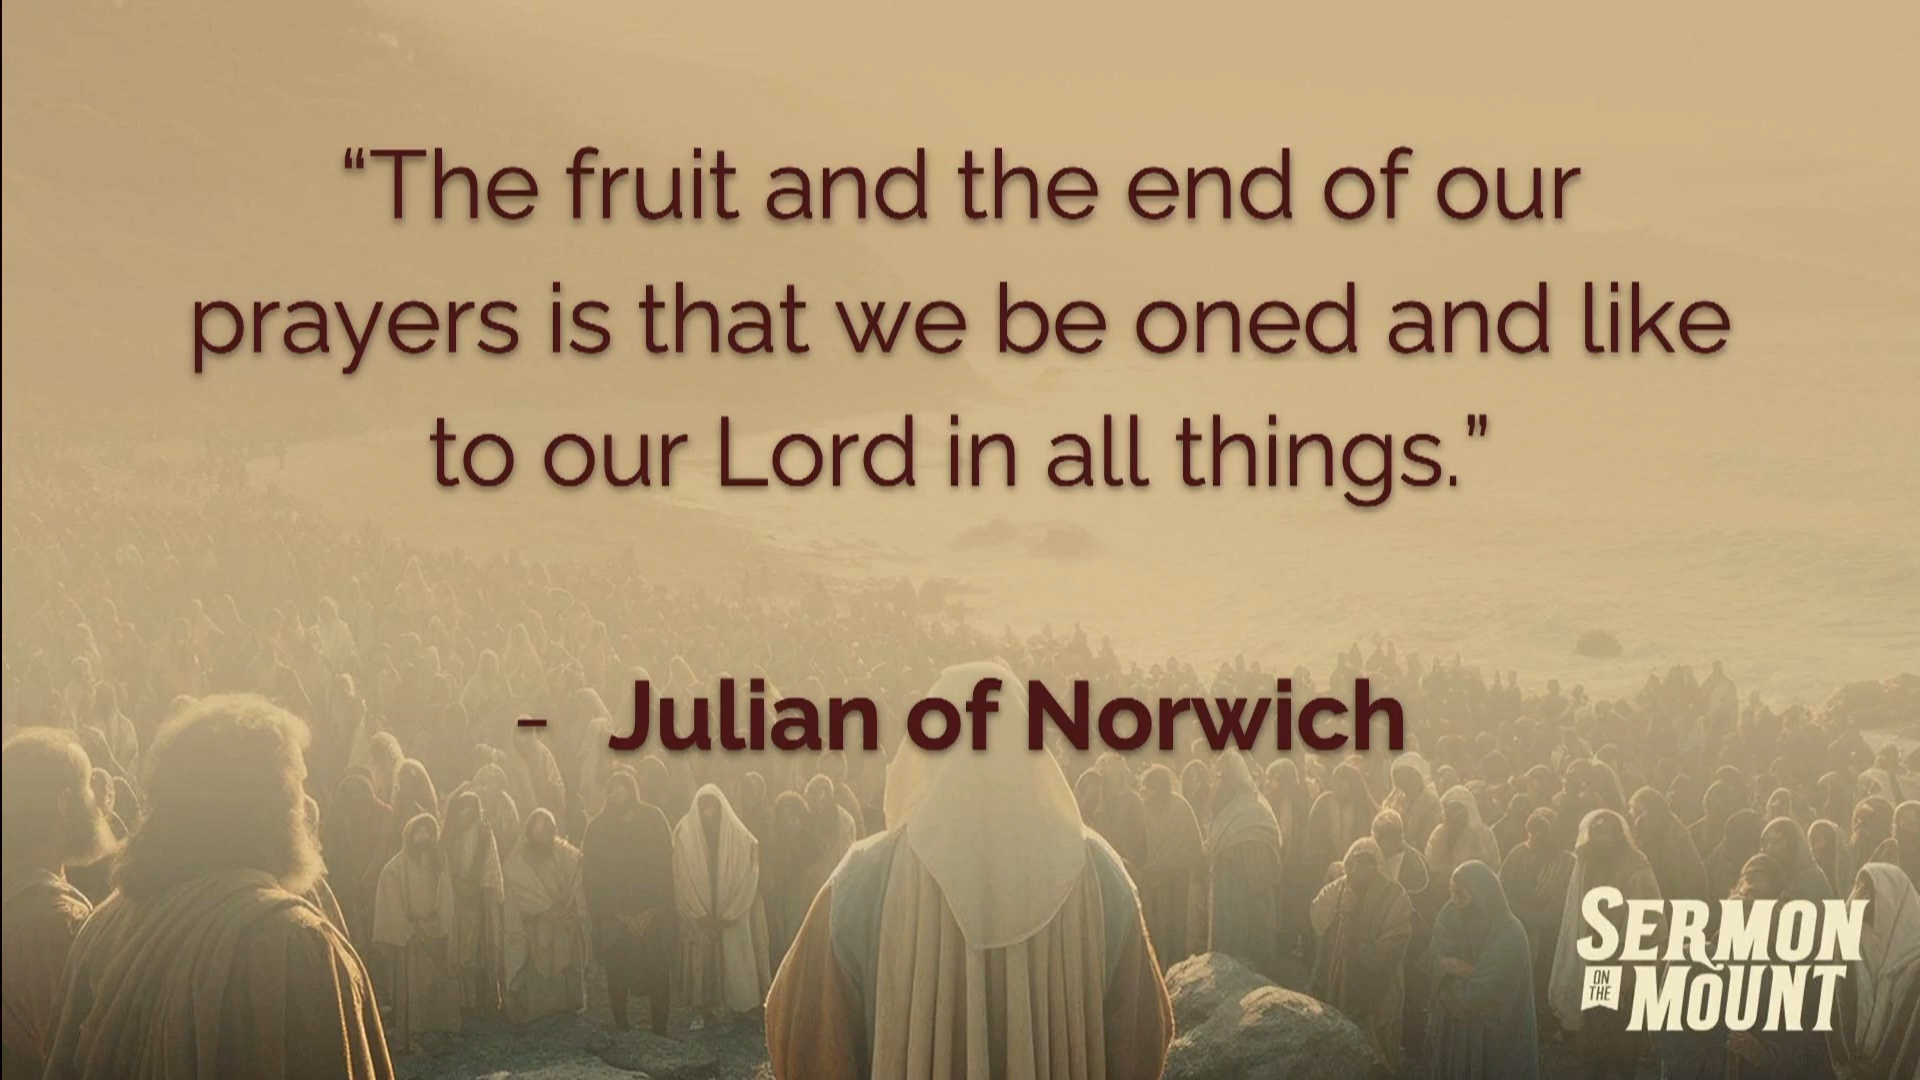 “The fruit and the end of our
prayers is that we be oned and like
to our Lord in all things.”
- Julian of Norwich
SERMON
ON THE
MOUNT